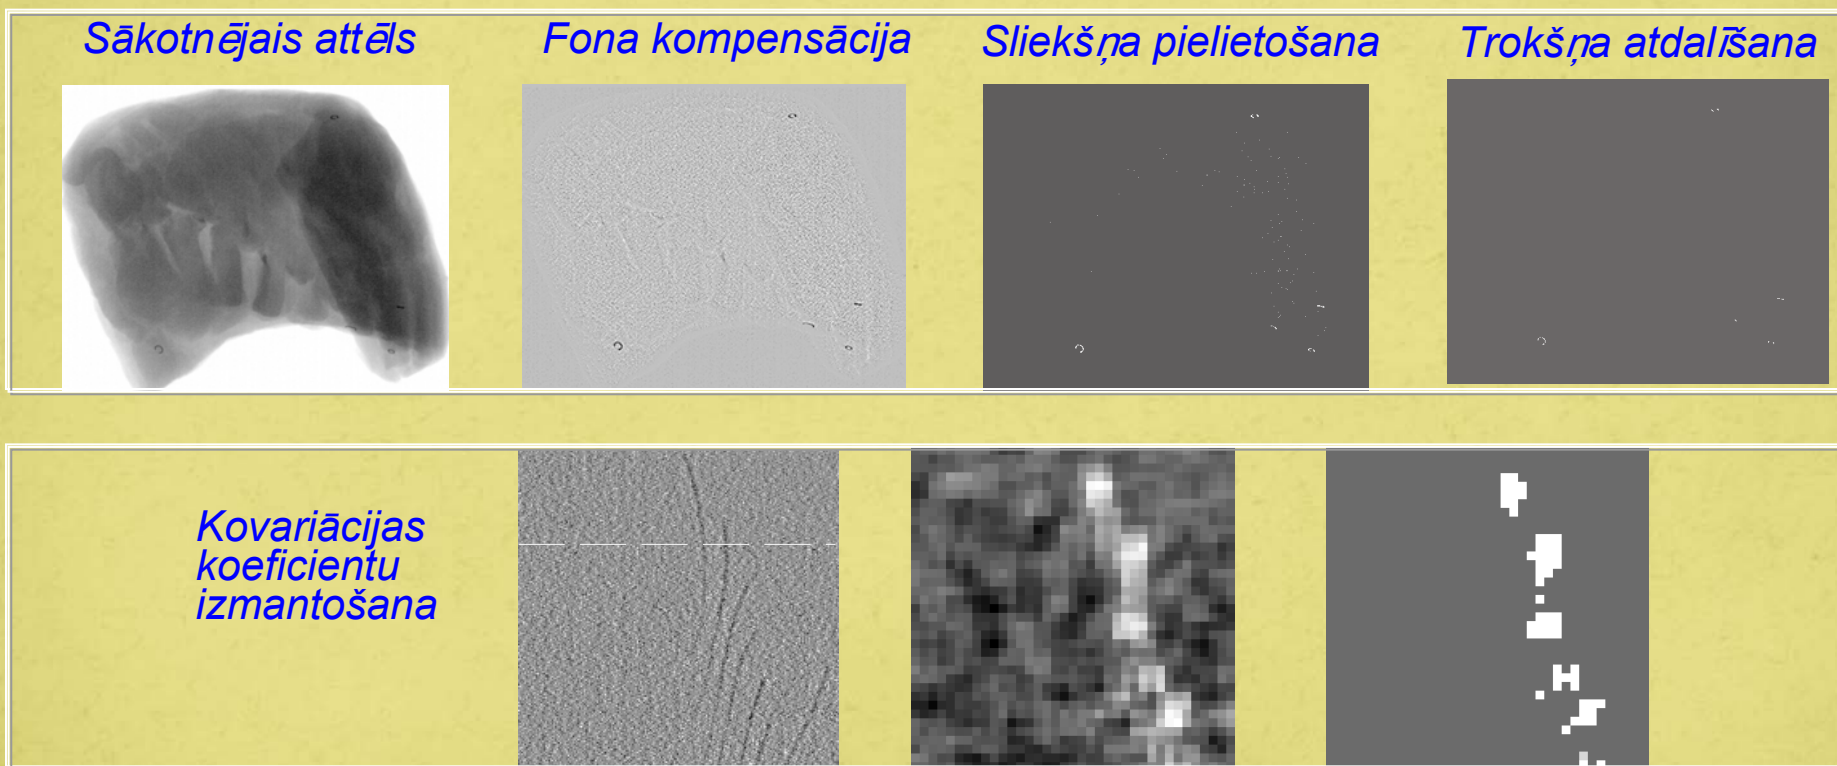 Sākotnējais attēls
Fona kompensācija
Sliekšņa pielietošana
Trokšņa atdalīšana
Kovariācijas
koeficientu
izmantošana